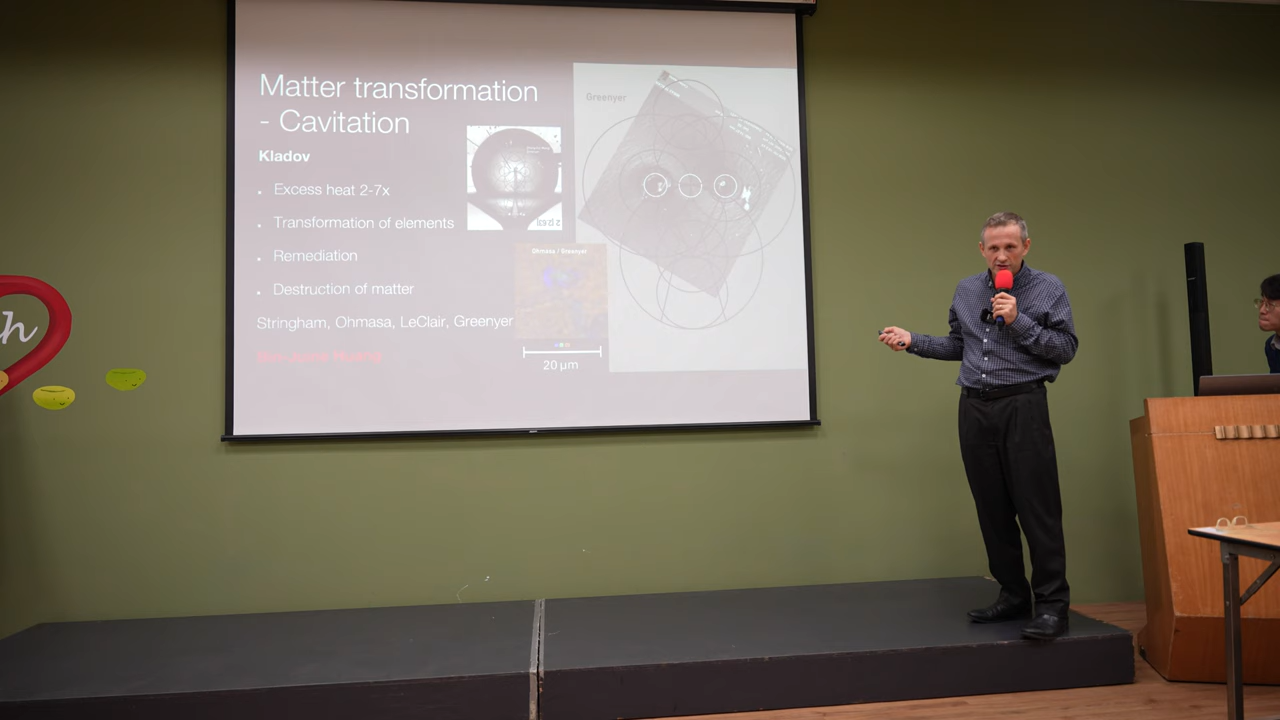 Matter transformation
- Cavitation
Kladov
• Excess heat 2-7x
• Transformation of elements
• Remediation
• Destruction of matter
Stringham, Ohmasa, LeClair, Greenyer
Greenyer
Ohmasa / Greenyer
20 µm
h